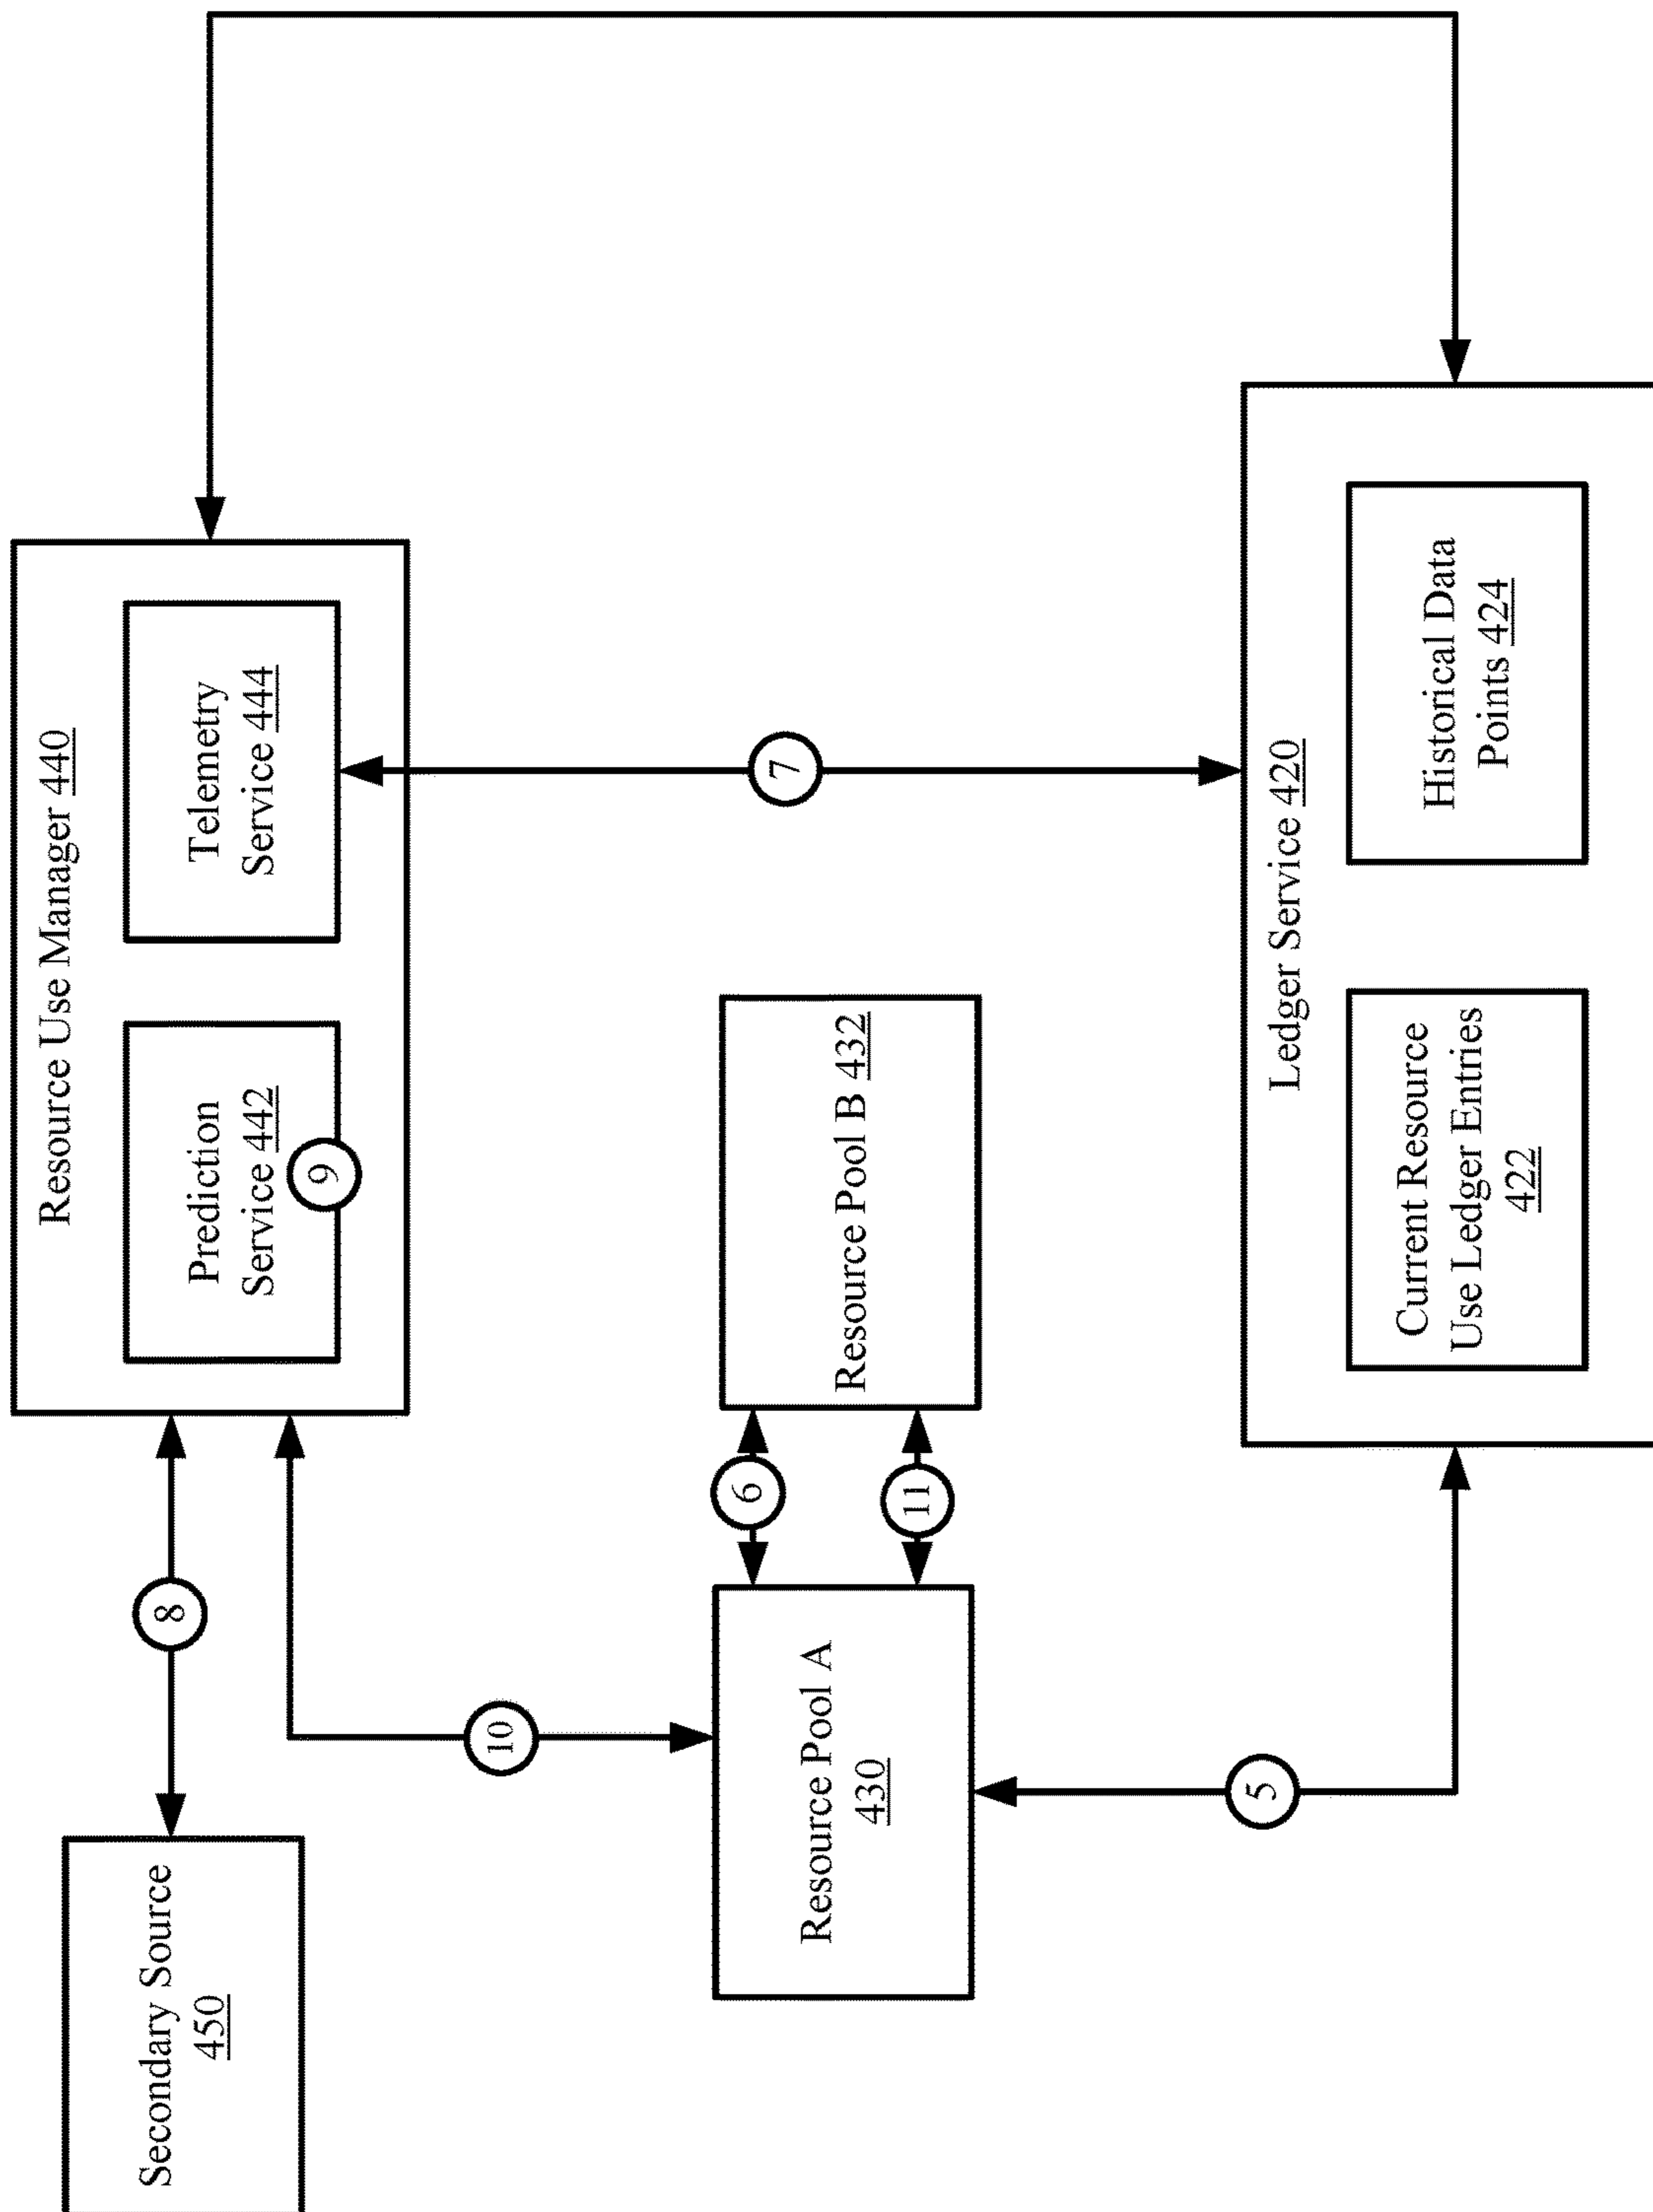 Secondary Source
450
8
Resource Use Manager 440
Prediction
Service 442
9
Telemetry
Service 444
10
Resource Pool A
430
6
11
Resource Pool B 432
7
5
Ledger Service 420
Current Resource
Use Ledger Entries
422
Historical Data
Points 424